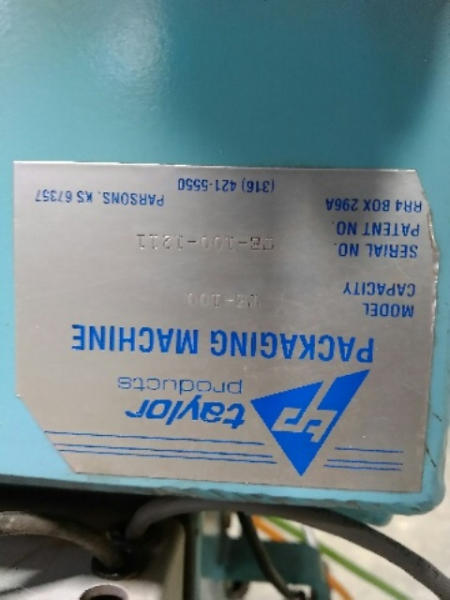 taylor
products
PACKAGING MACHINE
MODEL
CAPACITY
SERIAL NO.
PATENT NO.
RR4 BOX 296A PARSONS, KS 67357
(316) 421-5550